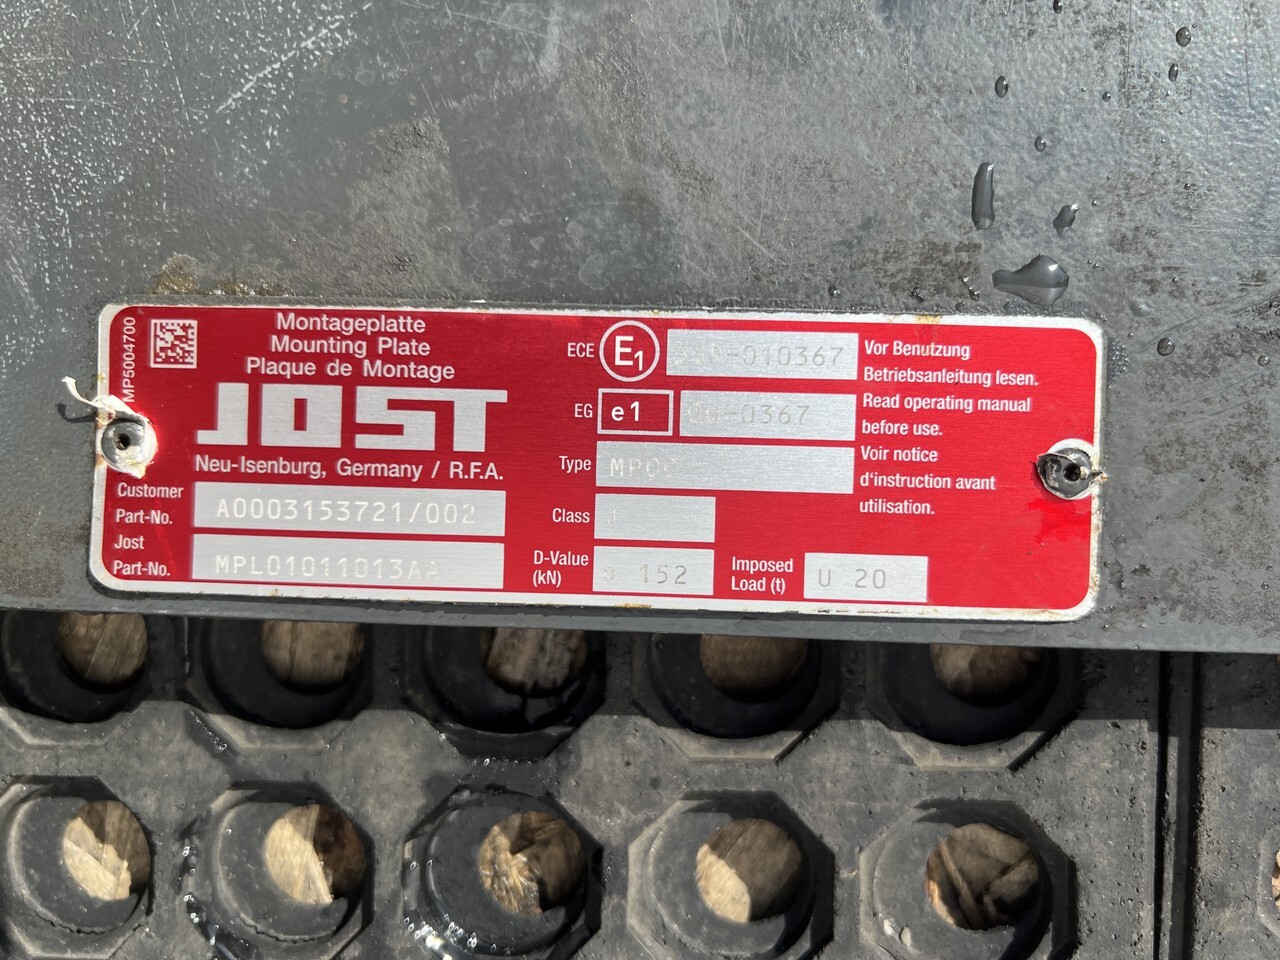 MP5004700
Montageplatte
Mounting Plate
Plaque de Montage
JOST
Neu-Isenburg, Germany / R.F.A.
Customer
Part-No.
A0003153721/002
Jost
Part-No.
MPL01011013AA
ECE E1 -010367
EG e1 00-0367
Type
Class J
D-Value
(kN)
152
Imposed
Load (t)
U 20
Vor Benutzung
Betriebsanleitung lesen.
Read operating manual
before use.
Voir notice
d'instruction avant
utilisation.